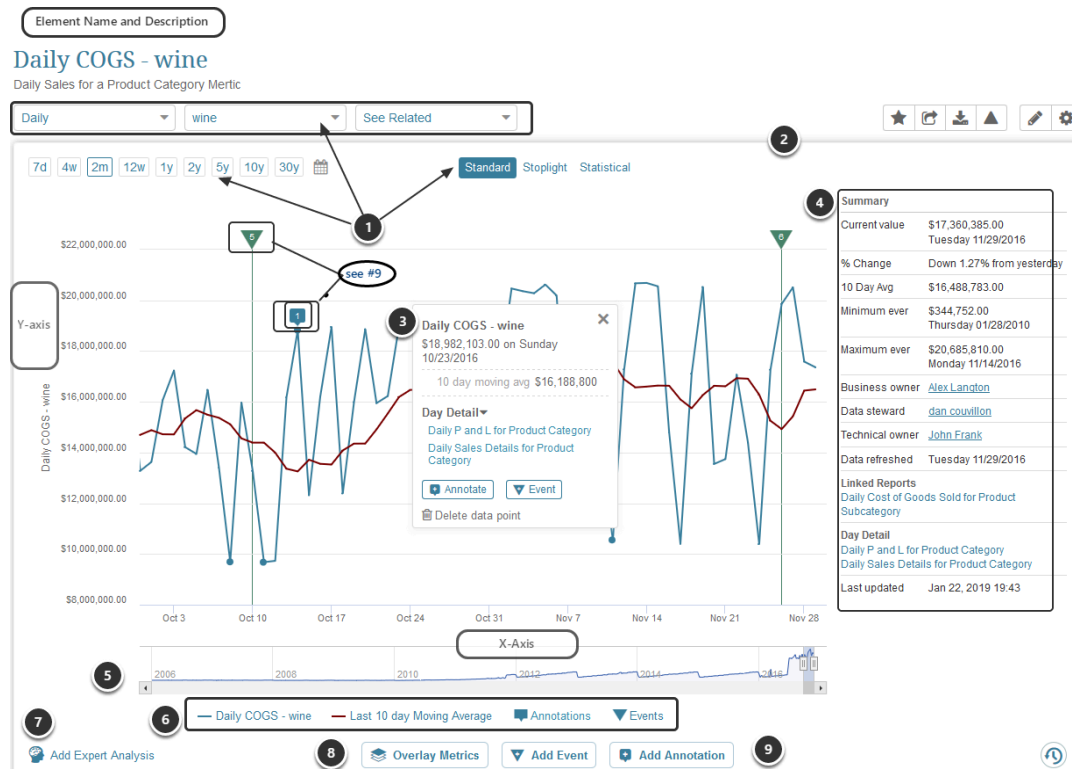 Element Name and Description
Daily COGS - wine
Daily Sales for a Product Category Mertic
Daily
wine
See Related
2
7d 4w 2m 12w 1y 2y 5y 10y 30y
Standard Stoplight Statistical
1
5
see #9
1
6
Y-axis
Daily COGS - wine
$22,000,000.00
$20,000,000.00
$18,000,000.00
$16,000,000.00
$14,000,000.00
$12,000,000.00
$10,000,000.00
$8,000,000.00
3
Daily COGS - wine
$18,982,103.00 on Sunday
10/23/2016
10 day moving avg $16,188,800
Day Detail
Daily P and L for Product Category
Daily Sales Details for Product
Category
Annotate
Event
Delete data point
4
Summary
Current value $17,360,385.00
Tuesday 11/29/2016
% Change Down 1.27% from yesterday
10 Day Avg $16,488,783.00
Minimum ever $344,752.00
Thursday 01/28/2010
Maximum ever $20,685,810.00
Monday 11/14/2016
Business owner Alex Langton
Data steward dan couvillon
Technical owner John Frank
Data refreshed Tuesday 11/29/2016
Linked Reports
Daily Cost of Goods Sold for Product
Subcategory
Day Detail
Daily P and L for Product Category
Daily Sales Details for Product Category
Last updated Jan 22, 2019 19:43
Oct 3 Oct 10 Oct 17 Oct 24 Oct 31 Nov 7 Nov 14 Nov 21 Nov 28
X-Axis
5
2006 2008 2010 2012 2014 2016
6
Daily COGS - wine Last 10 day Moving Average Annotations Events
7
Add Expert Analysis
8
Overlay Metrics
Add Event
Add Annotation
9